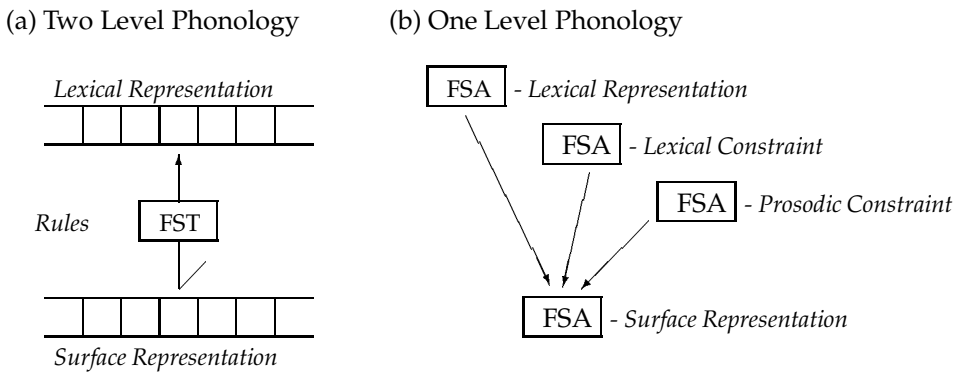 (a) Two Level Phonology
Lexical Representation
Rules
FST
Surface Representation
(b) One Level Phonology
FSA - Lexical Representation
FSA - Lexical Constraint
FSA - Prosodic Constraint
FSA - Surface Representation